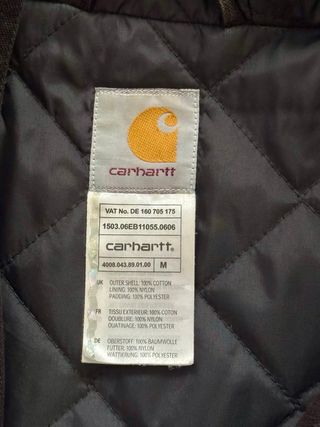 carhartt
VAT No. DE 160 705 175
1503.06EB11055.0606
carhartt.
4008.043.89.01.00 M
UK OUTER SHELL: 100% COTTON
LINING: 100% NYLON
PADDING: 100% POLYESTER
FR TISSU EXTERIEUR: 100% COTON
DOUBLURE: 100% NYLON
OUATINAGE: 100% POLYESTER
DE OBERSTOFF: 100% BAUMWOLLE
FUTTER: 100% NYLON
WATTIERUNG: 100% POLYESTER